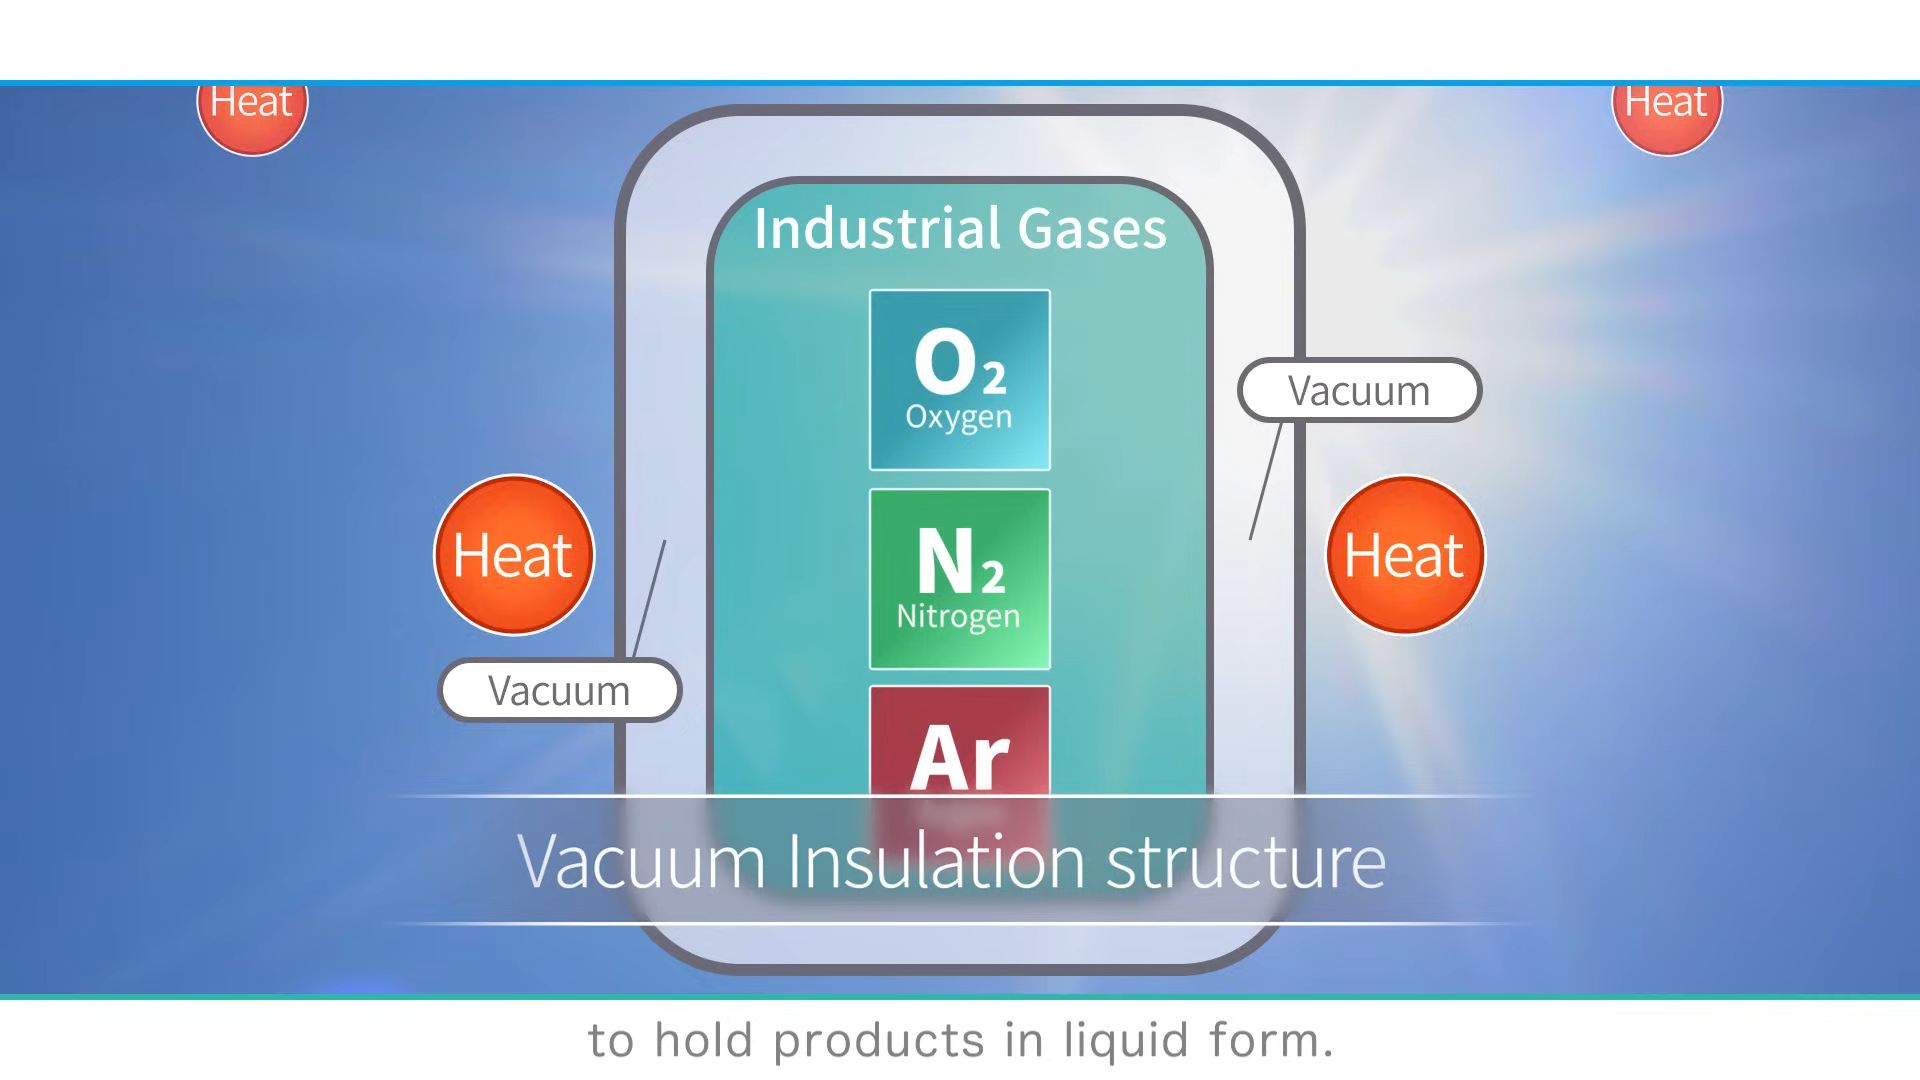 Heat
Heat
Industrial Gases
O2
Oxygen
Vacuum
N2
Nitrogen
Heat
Heat
Vacuum
Ar
Vacuum Insulation structure
to hold products in liquid form.